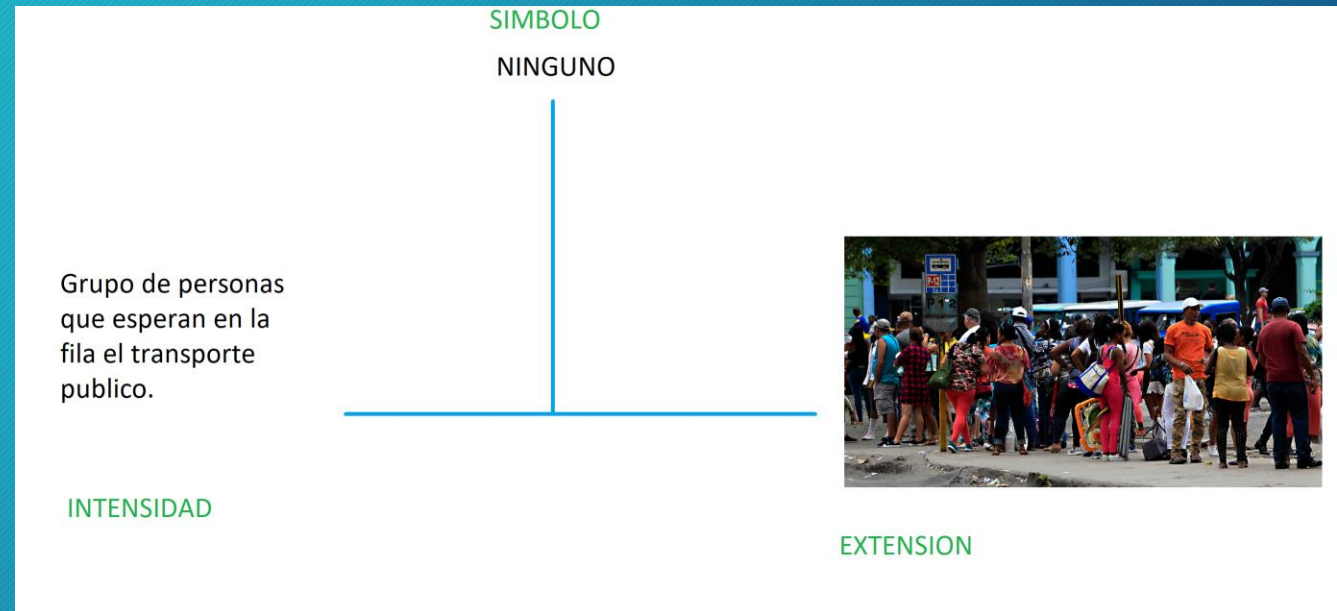 SIMBOLO
NINGUNO
Grupo de personas
que esperan en la
fila el transporte
publico.
INTENSIDAD
EXTENSION